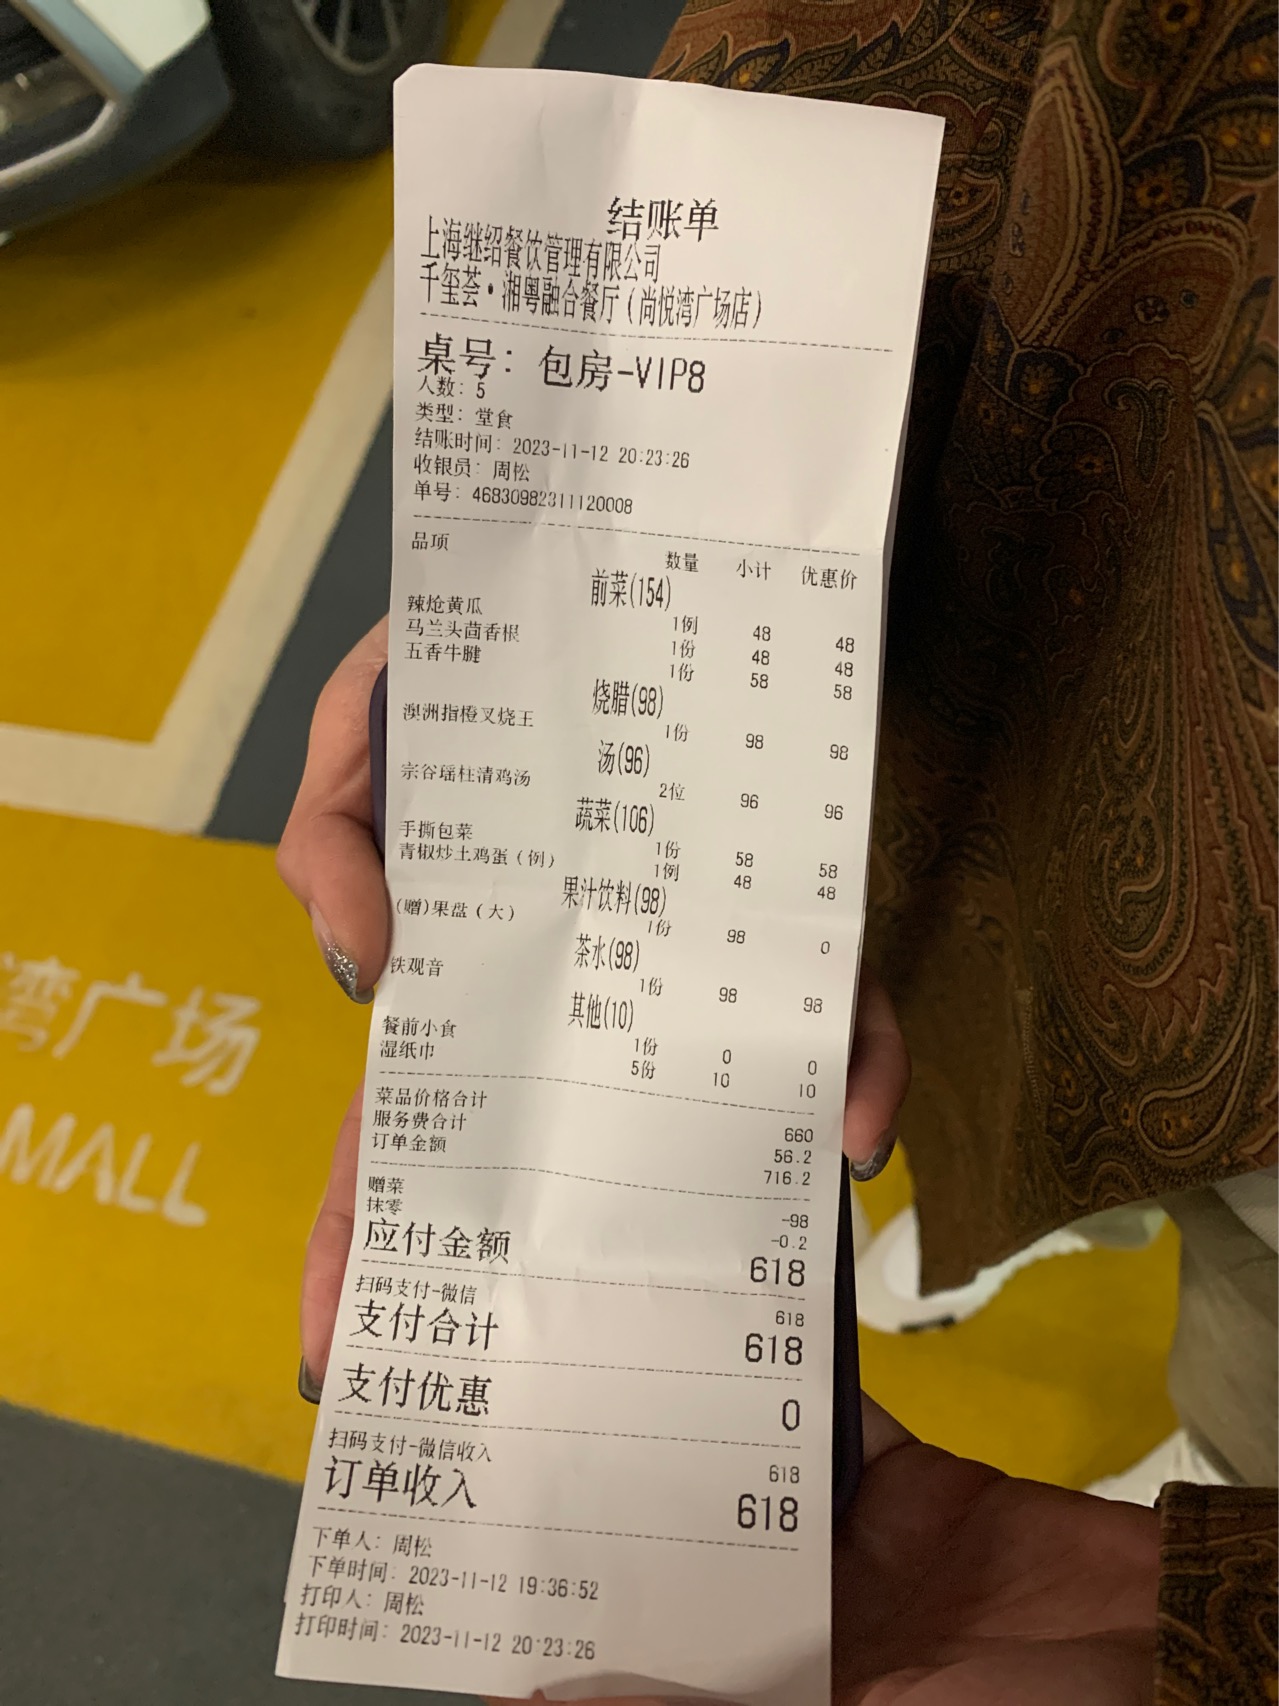 结账单
上海继绍餐饮管理有限公司
千玺荟·湘粤融合餐厅(尚悦湾广场店)
桌号: 包房-VIP8
人数: 5
类型: 堂食
结账时间: 2023-11-12 20:23:26
收银员: 周松
单号: 46830982311120008
品项 数量 小计 优惠价
前菜(154)
辣炝黄瓜 1例 48 48
马兰头茴香根 1份 48 48
五香牛腱 1份 58 58
烧腊(98)
澳洲指橙叉烧王 1份 98 98
汤(96)
宗谷瑶柱清鸡汤 2位 96 96
蔬菜(106)
手撕包菜 1份 58 58
青椒炒土鸡蛋(例) 1例 48 48
果汁饮料(98)
(赠)果盘(大) 1份 98 0
茶水(98)
铁观音 1份 98 98
其他(10)
餐前小食 1份 0 0
湿纸巾 5份 10 10
菜品价格合计 660
服务费合计 56.2
订单金额 716.2
赠菜 -98
抹零 -0.2
应付金额 618
扫码支付-微信 618
支付合计 618
支付优惠 0
扫码支付-微信收入 618
订单收入 618
下单人: 周松
下单时间: 2023-11-12 19:36:52
打印人: 周松
打印时间: 2023-11-12 20:23:26
湾广场
MALL